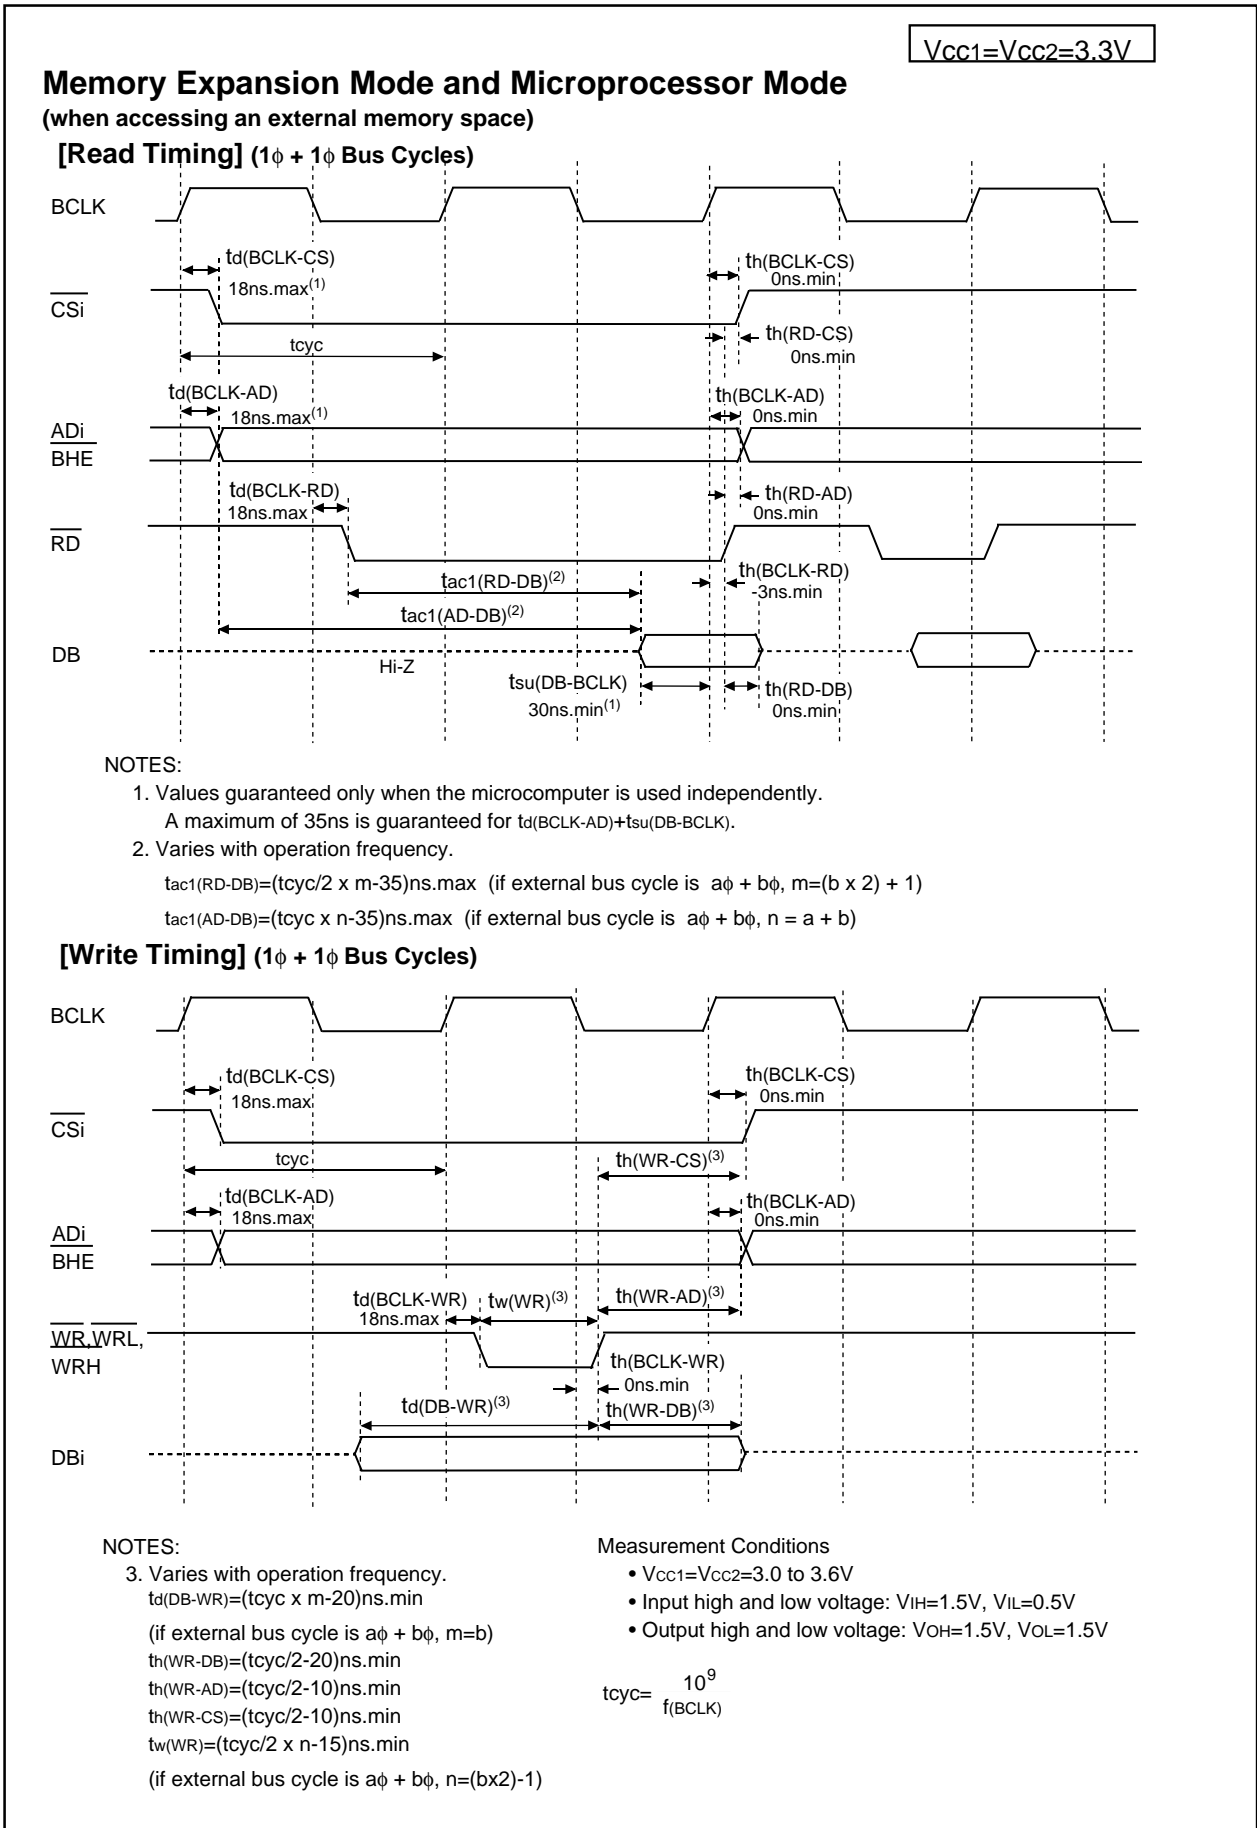 Vcc1=Vcc2=3.3V
Memory Expansion Mode and Microprocessor Mode
(when accessing an external memory space)
[Read Timing] (1ϕ + 1ϕ Bus Cycles)
BCLK
td(BCLK-CS)
18ns.max(1)
th(BCLK-CS)
0ns.min
CSi
th(RD-CS)
0ns.min
tcyc
td(BCLK-AD)
18ns.max(1)
th(BCLK-AD)
0ns.min
ADi
BHE
td(BCLK-RD)
18ns.max
th(RD-AD)
0ns.min
RD
th(BCLK-RD)
-3ns.min
tac1(RD-DB)(2)
tac1(AD-DB)(2)
DB
Hi-Z
tsu(DB-BCLK)
30ns.min(1)
th(RD-DB)
0ns.min
NOTES:
1. Values guaranteed only when the microcomputer is used independently.
A maximum of 35ns is guaranteed for td(BCLK-AD)+tsu(DB-BCLK).
2. Varies with operation frequency.
tac1(RD-DB)=(tcyc/2 x m-35)ns.max (if external bus cycle is aϕ + bϕ, m=(b x 2) + 1)
tac1(AD-DB)=(tcyc x n-35)ns.max (if external bus cycle is aϕ + bϕ, n = a + b)
[Write Timing] (1ϕ + 1ϕ Bus Cycles)
BCLK
td(BCLK-CS)
18ns.max
th(BCLK-CS)
0ns.min
CSi
tcyc
th(WR-CS)(3)
td(BCLK-AD)
18ns.max
th(BCLK-AD)
0ns.min
ADi
BHE
td(BCLK-WR)
18ns.max
tw(WR)(3)
th(WR-AD)(3)
WR,WRL,
WRH
th(BCLK-WR)
0ns.min
td(DB-WR)(3)
th(WR-DB)(3)
DBi
NOTES:
3. Varies with operation frequency.
td(DB-WR)=(tcyc x m-20)ns.min
(if external bus cycle is aϕ + bϕ, m=b)
th(WR-DB)=(tcyc/2-20)ns.min
th(WR-AD)=(tcyc/2-10)ns.min
th(WR-CS)=(tcyc/2-10)ns.min
tw(WR)=(tcyc/2 x n-15)ns.min
(if external bus cycle is aϕ + bϕ, n=(bx2)-1)
Measurement Conditions
• VCC1=VCC2=3.0 to 3.6V
• Input high and low voltage: VIH=1.5V, VIL=0.5V
• Output high and low voltage: VOH=1.5V, VOL=1.5V
tcyc= 10^9
f(BCLK)